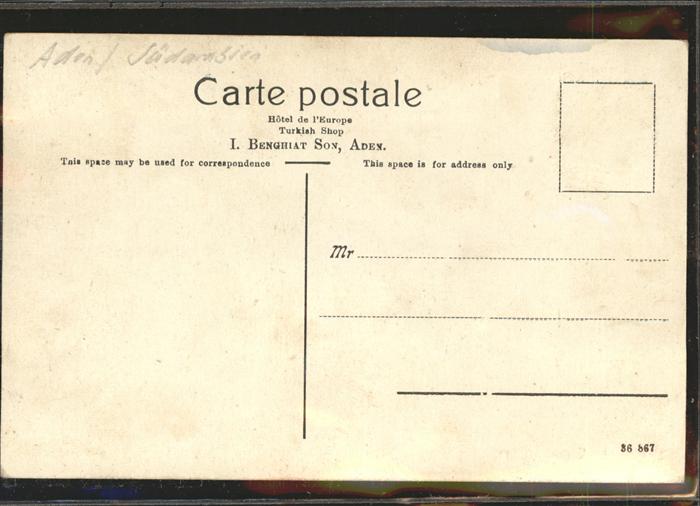 Aden / Südarabien
Carte postale
Hôtel de l'Europe
Turkish Shop
I. BENGHIAT SON, ADEN.
This space may be used for correspondence
This space is for address only
Mr
36 867